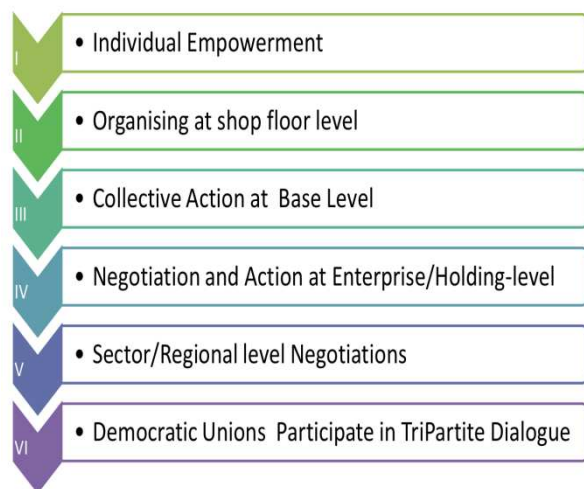 I
• Individual Empowerment
II
• Organising at shop floor level
III
• Collective Action at Base Level
IV
• Negotiation and Action at Enterprise/Holding-level
V
• Sector/Regional level Negotiations
VI
• Democratic Unions Participate in TriPartite Dialogue